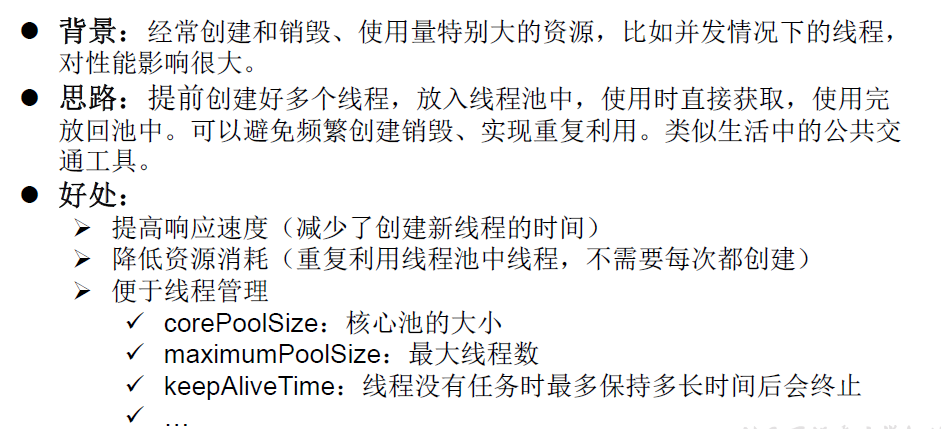 ● 背景：经常创建和销毁、使用量特别大的资源，比如并发情况下的线程，
对性能影响很大。
● 思路：提前创建好多个线程，放入线程池中，使用时直接获取，使用完
放回池中。可以避免频繁创建销毁、实现重复利用。类似生活中的公共交
通工具。
● 好处：
➢ 提高响应速度（减少了创建新线程的时间）
➢ 降低资源消耗（重复利用线程池中线程，不需要每次都创建）
➢ 便于线程管理
✓ corePoolSize：核心池的大小
✓ maximumPoolSize：最大线程数
✓ keepAliveTime：线程没有任务时最多保持多长时间后会终止
✓ …